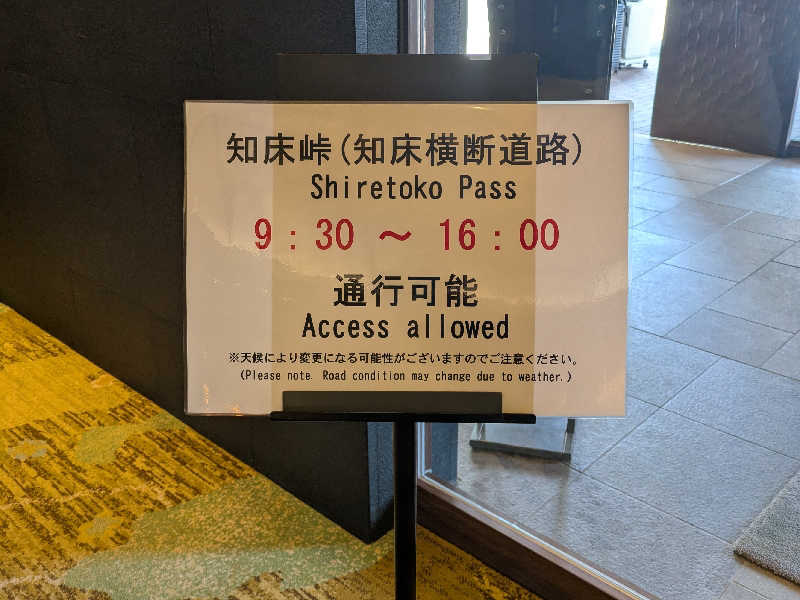 知床峠(知床横断道路)
Shiretoko Pass
9:30 ～ 16:00
通行可能
Access allowed
※天候により変更になる可能性がございますのでご注意ください。
(Please note. Road condition may change due to weather.)